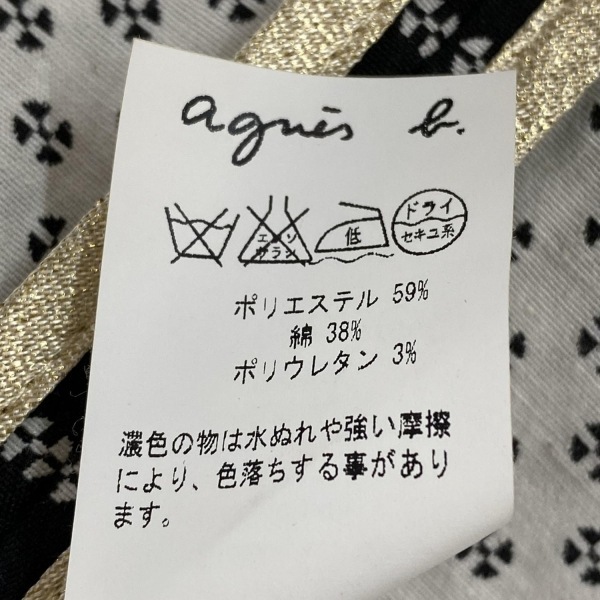 agnès b.
エンソ サラシ 低 ドライ セキユ系
ポリエステル 59%
綿 38%
ポリウレタン 3%
濃色の物は水ぬれや強い摩擦
により、色落ちする事があり
ます。